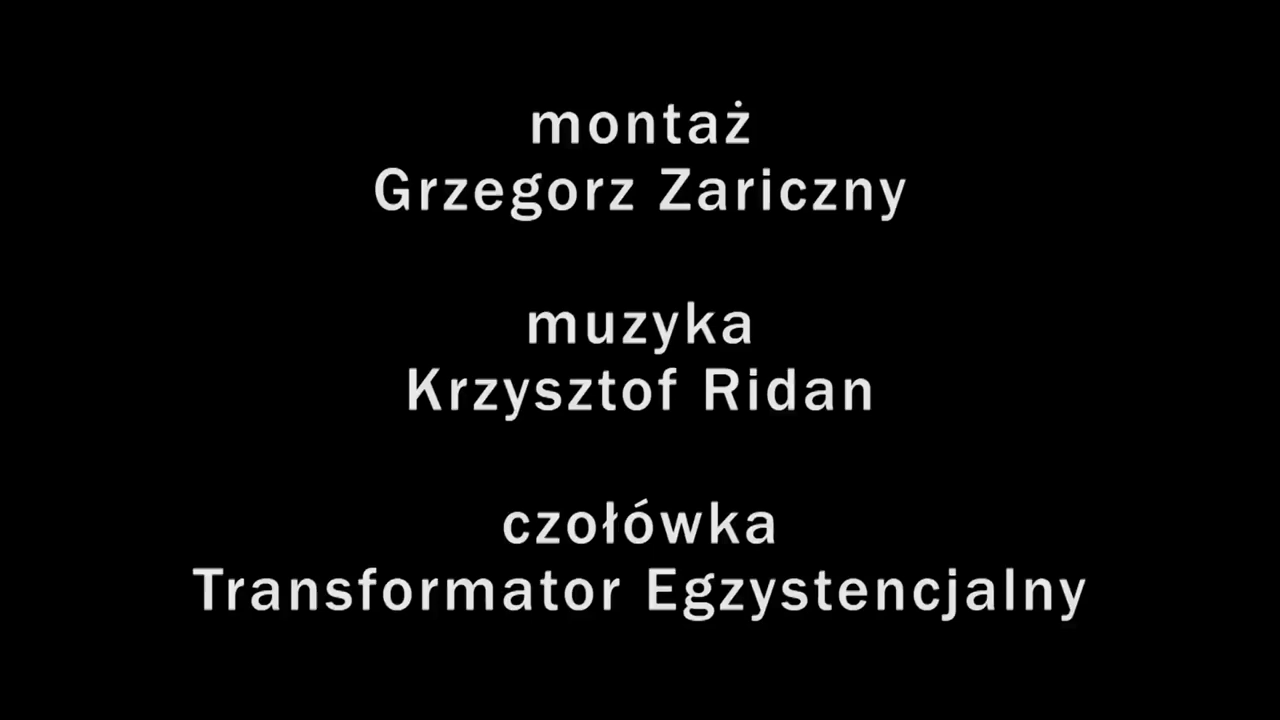 montaż
Grzegorz Zariczny
muzyka
Krzysztof Ridan
czołówka
Transformator Egzystencjalny